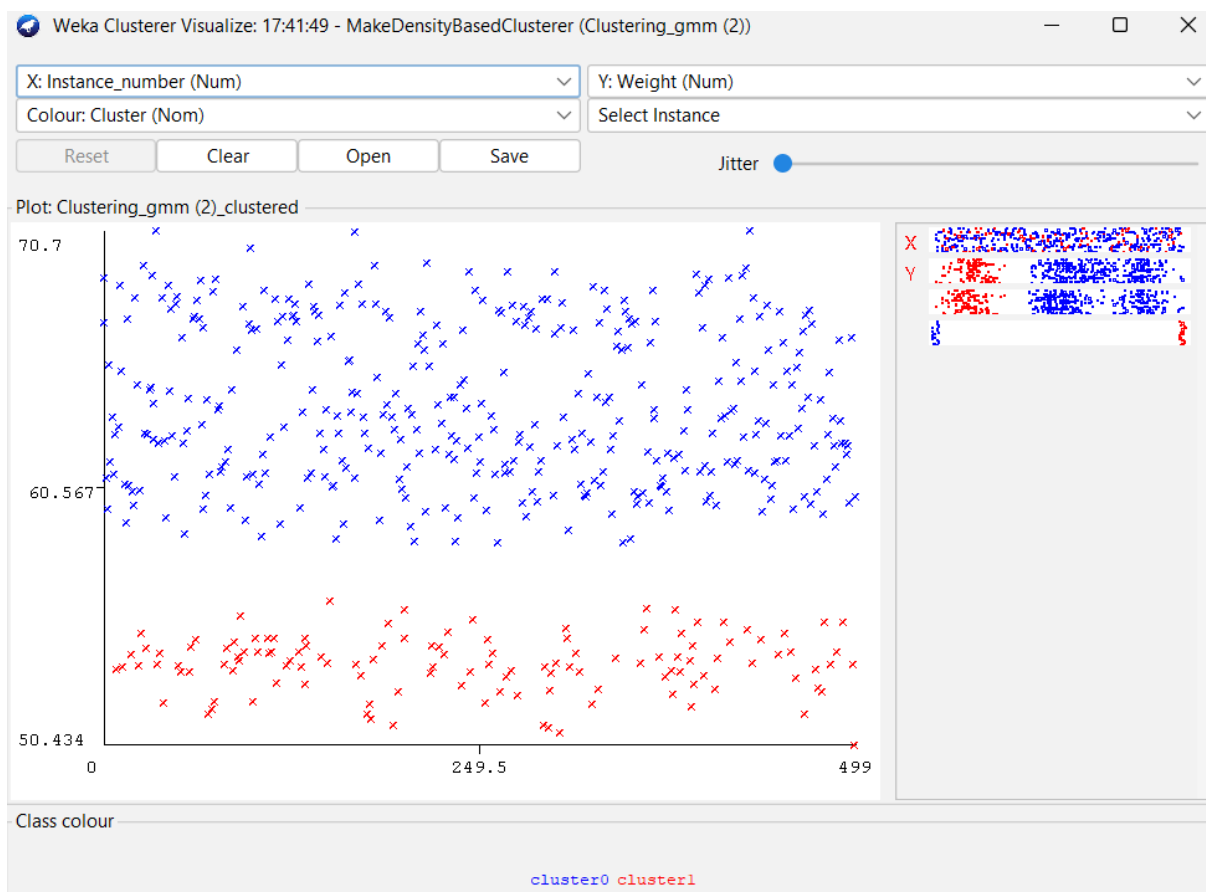 Weka Clusterer Visualize: 17:41:49 - MakeDensityBasedClusterer (Clustering_gmm (2))
X: Instance_number (Num)
Y: Weight (Num)
Colour: Cluster (Nom)
Select Instance
Reset
Clear
Open
Save
Jitter
Plot: Clustering_gmm (2)_clustered
70.7
60.567
50.434
0
249.5
499
X
Y
Class colour
cluster0 cluster1